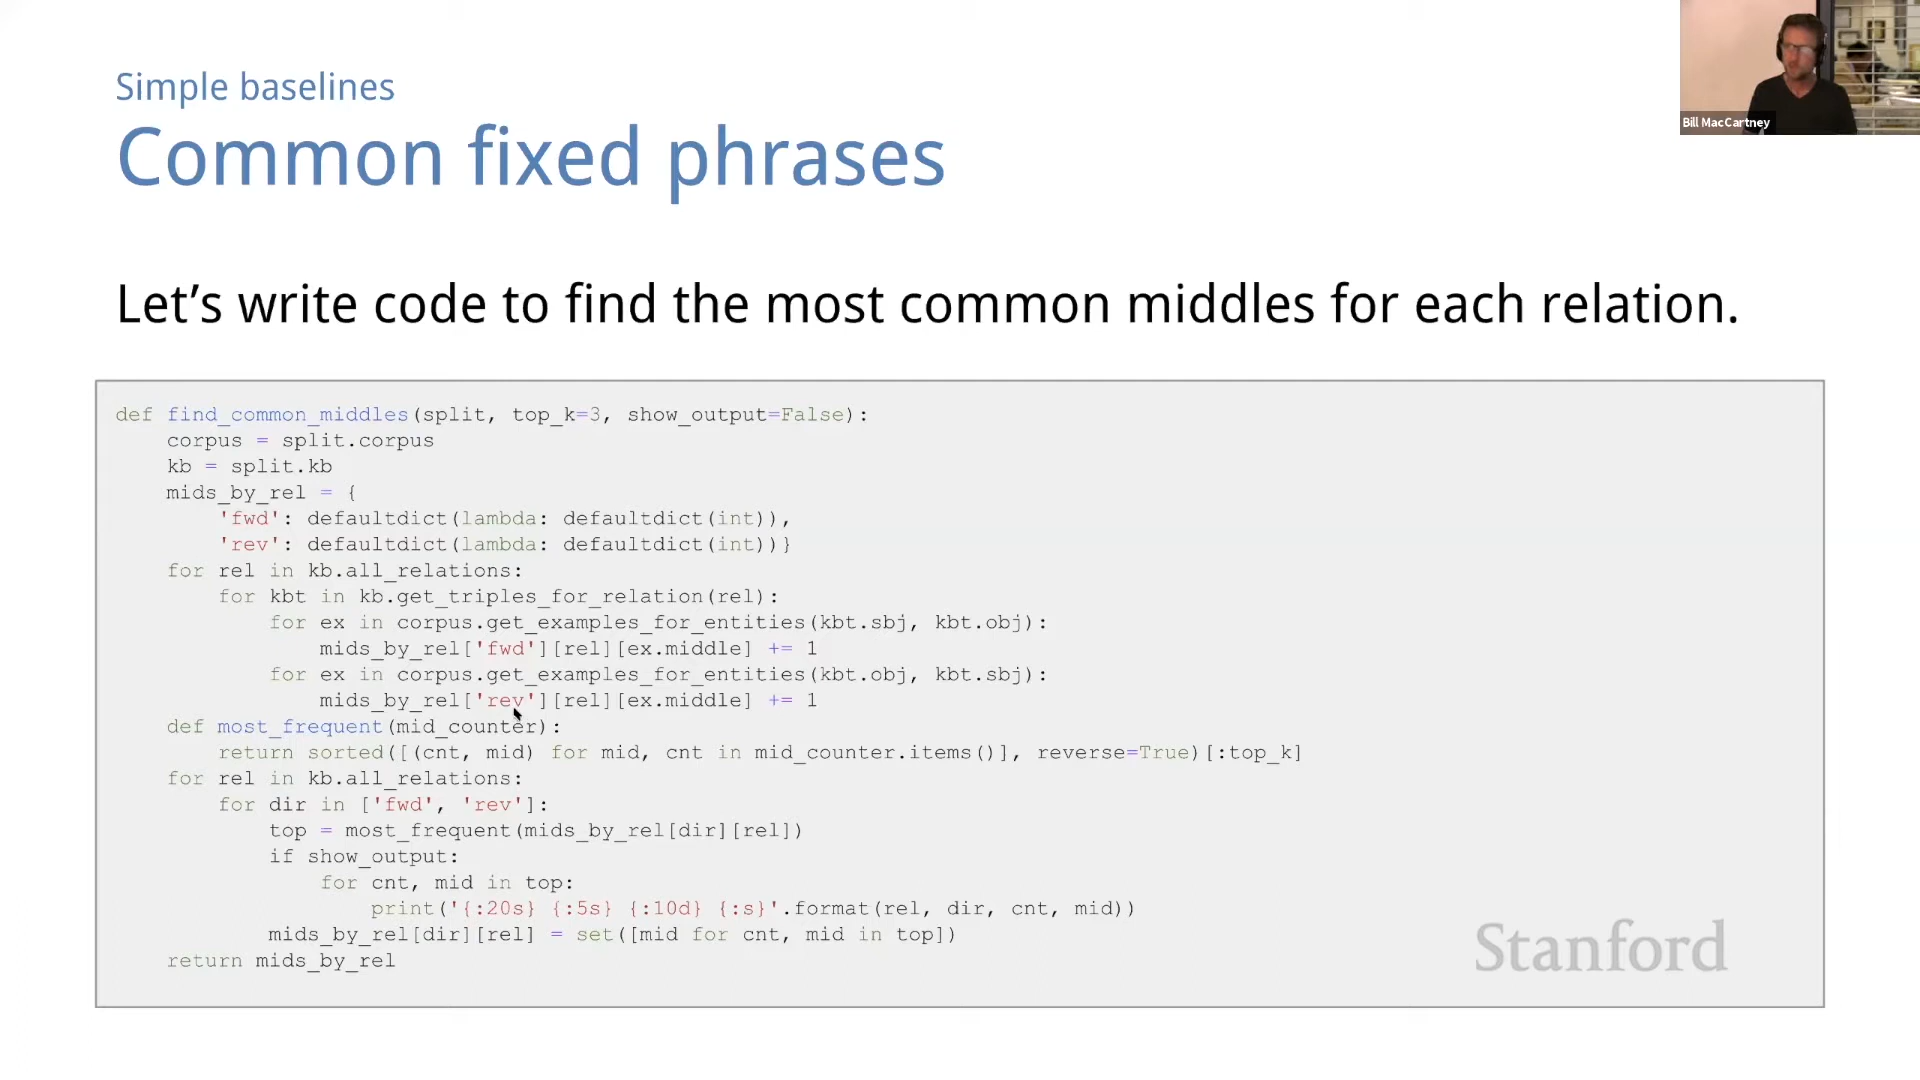 Simple baselines
Common fixed phrases
Bill MacCartney
Let's write code to find the most common middles for each relation.
def find_common_middles(split, top_k=3, show_output=False):
    corpus = split.corpus
    kb = split.kb
    mids_by_rel = {
        'fwd': defaultdict(lambda: defaultdict(int)),
        'rev': defaultdict(lambda: defaultdict(int))}
    for rel in kb.all_relations:
        for kbt in kb.get_triples_for_relation(rel):
            for ex in corpus.get_examples_for_entities(kbt.sbj, kbt.obj):
                mids_by_rel['fwd'][rel][ex.middle] += 1
            for ex in corpus.get_examples_for_entities(kbt.obj, kbt.sbj):
                mids_by_rel['rev'][rel][ex.middle] += 1
    def most_frequent(mid_counter):
        return sorted([(cnt, mid) for mid, cnt in mid_counter.items()], reverse=True)[:top_k]
    for rel in kb.all_relations:
        for dir in ['fwd', 'rev']:
            top = most_frequent(mids_by_rel[dir][rel])
            if show_output:
                for cnt, mid in top:
                    print('{:20s} {:5s} {:10d} {:s}'.format(rel, dir, cnt, mid))
            mids_by_rel[dir][rel] = set([mid for cnt, mid in top])
    return mids_by_rel
Stanford